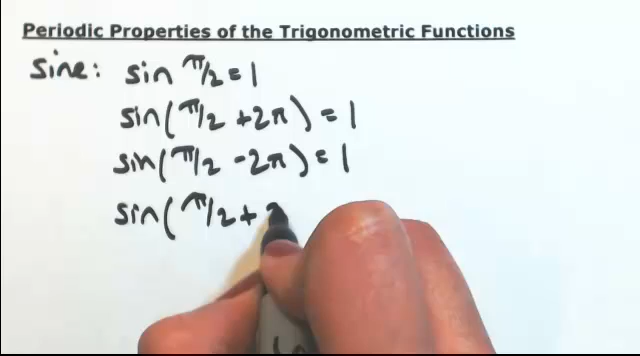 Periodic Properties of the Trigonometric Functions
Sine: sin π/2 = 1
sin(π/2 +2π) = 1
sin(π/2 -2π) = 1
sin(π/2 +